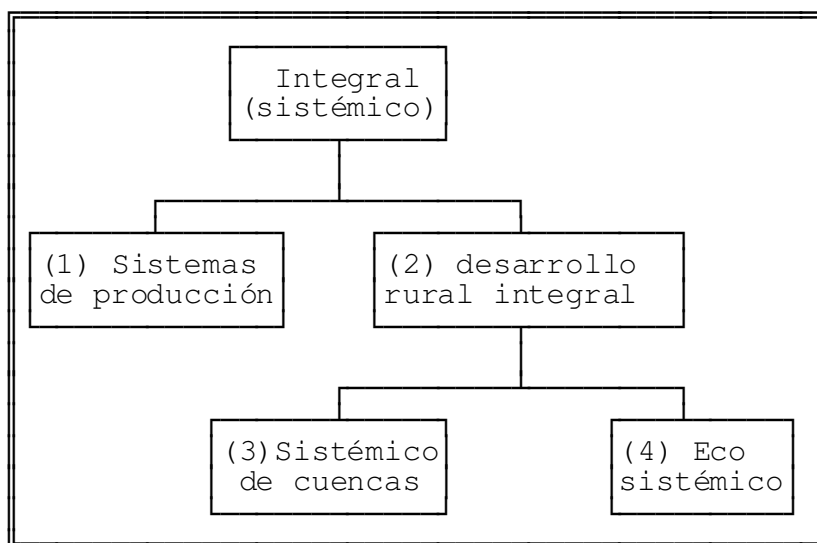 Integral
(sistémico)
(1) Sistemas
de producción
(2) desarrollo
rural integral
(3)Sistémico
de cuencas
(4) Eco
sistémico